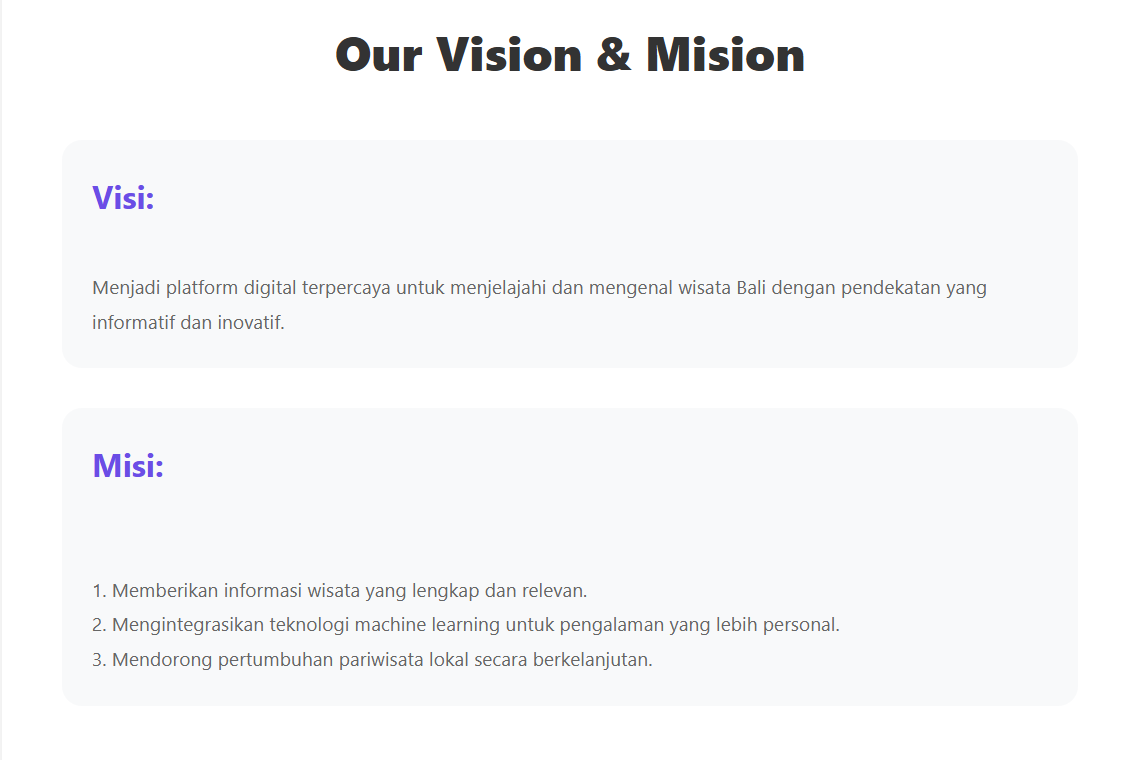 Our Vision & Mision
Visi:
Menjadi platform digital terpercaya untuk menjelajahi dan mengenal wisata Bali dengan pendekatan yang
informatif dan inovatif.
Misi:
1. Memberikan informasi wisata yang lengkap dan relevan.
2. Mengintegrasikan teknologi machine learning untuk pengalaman yang lebih personal.
3. Mendorong pertumbuhan pariwisata lokal secara berkelanjutan.